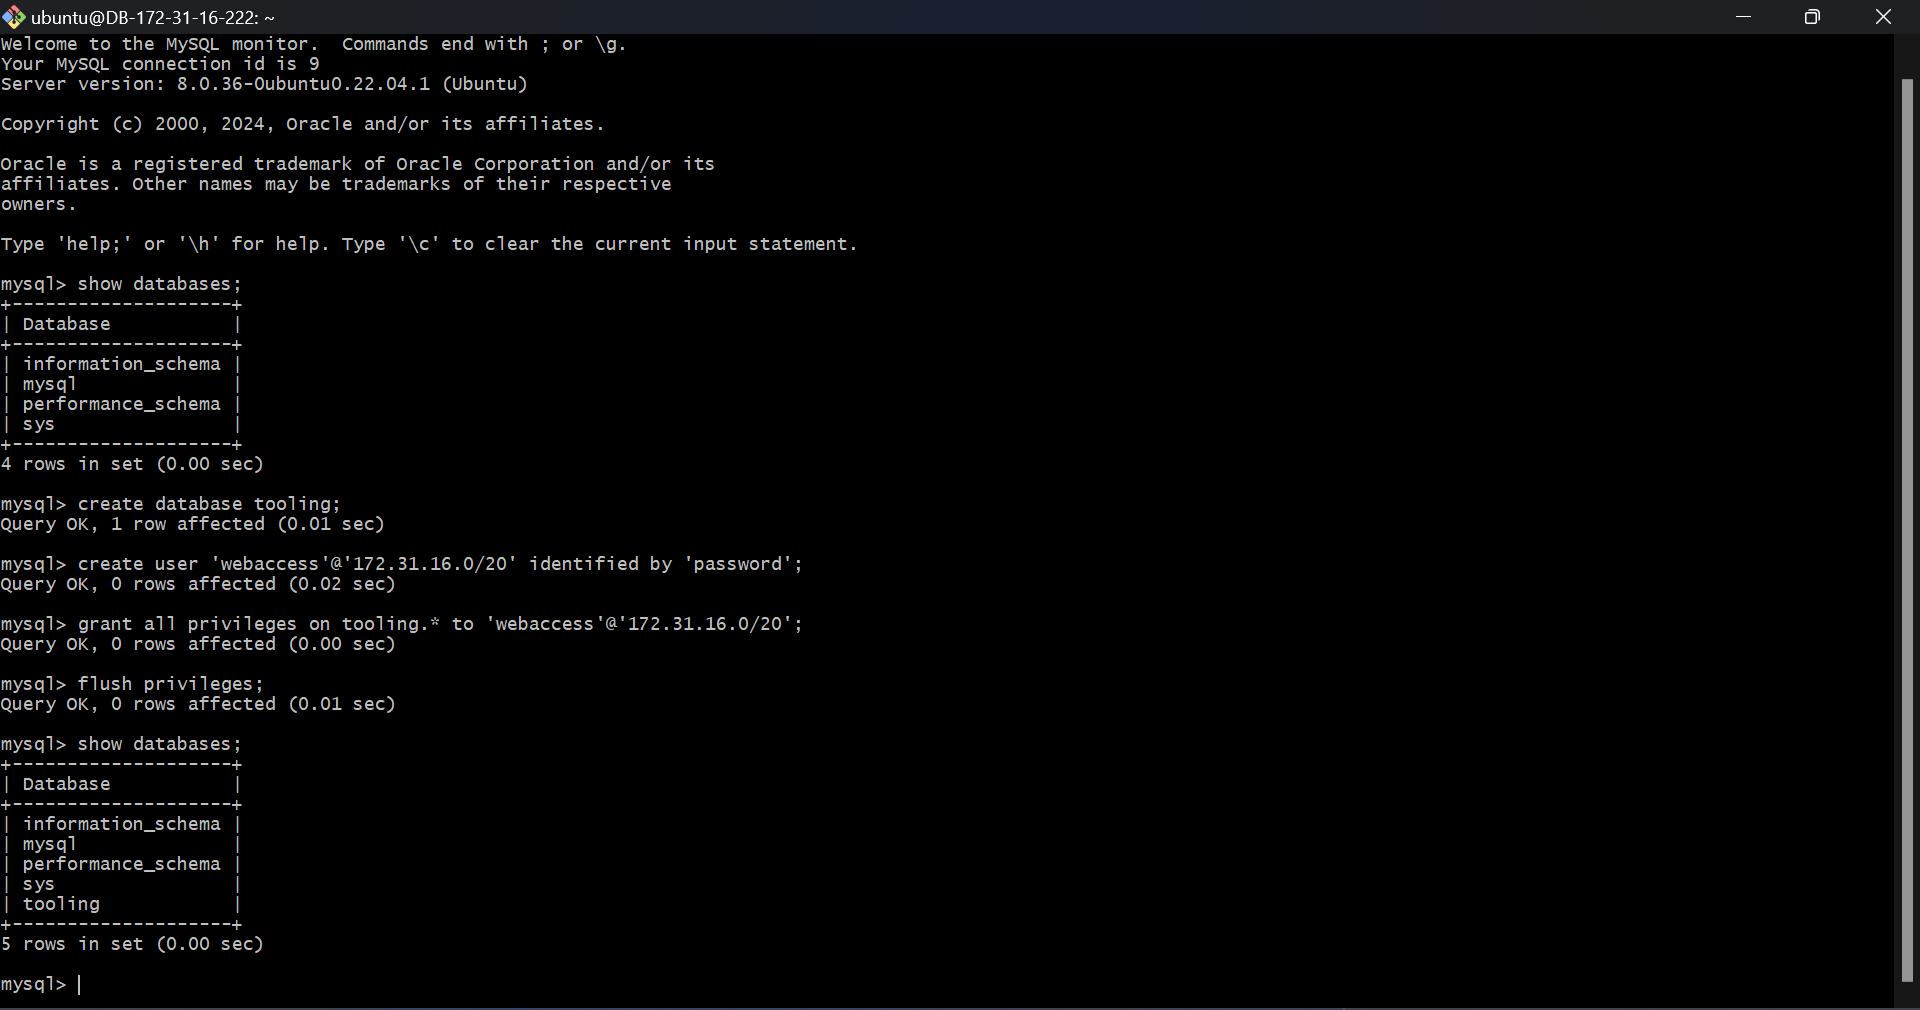 ubuntu@DB-172-31-16-222: ~
Welcome to the MySQL monitor.  Commands end with ; or \g.
Your MySQL connection id is 9
Server version: 8.0.36-0ubuntu0.22.04.1 (Ubuntu)

Copyright (c) 2000, 2024, Oracle and/or its affiliates.

Oracle is a registered trademark of Oracle Corporation and/or its
affiliates. Other names may be trademarks of their respective
owners.

Type 'help;' or '\h' for help. Type '\c' to clear the current input statement.

mysql> show databases;
+--------------------+
| Database           |
+--------------------+
| information_schema |
| mysql              |
| performance_schema |
| sys                |
+--------------------+
4 rows in set (0.00 sec)

mysql> create database tooling;
Query OK, 1 row affected (0.01 sec)

mysql> create user 'webaccess'@'172.31.16.0/20' identified by 'password';
Query OK, 0 rows affected (0.02 sec)

mysql> grant all privileges on tooling.* to 'webaccess'@'172.31.16.0/20';
Query OK, 0 rows affected (0.00 sec)

mysql> flush privileges;
Query OK, 0 rows affected (0.01 sec)

mysql> show databases;
+--------------------+
| Database           |
+--------------------+
| information_schema |
| mysql              |
| performance_schema |
| sys                |
| tooling            |
+--------------------+
5 rows in set (0.00 sec)

mysql>